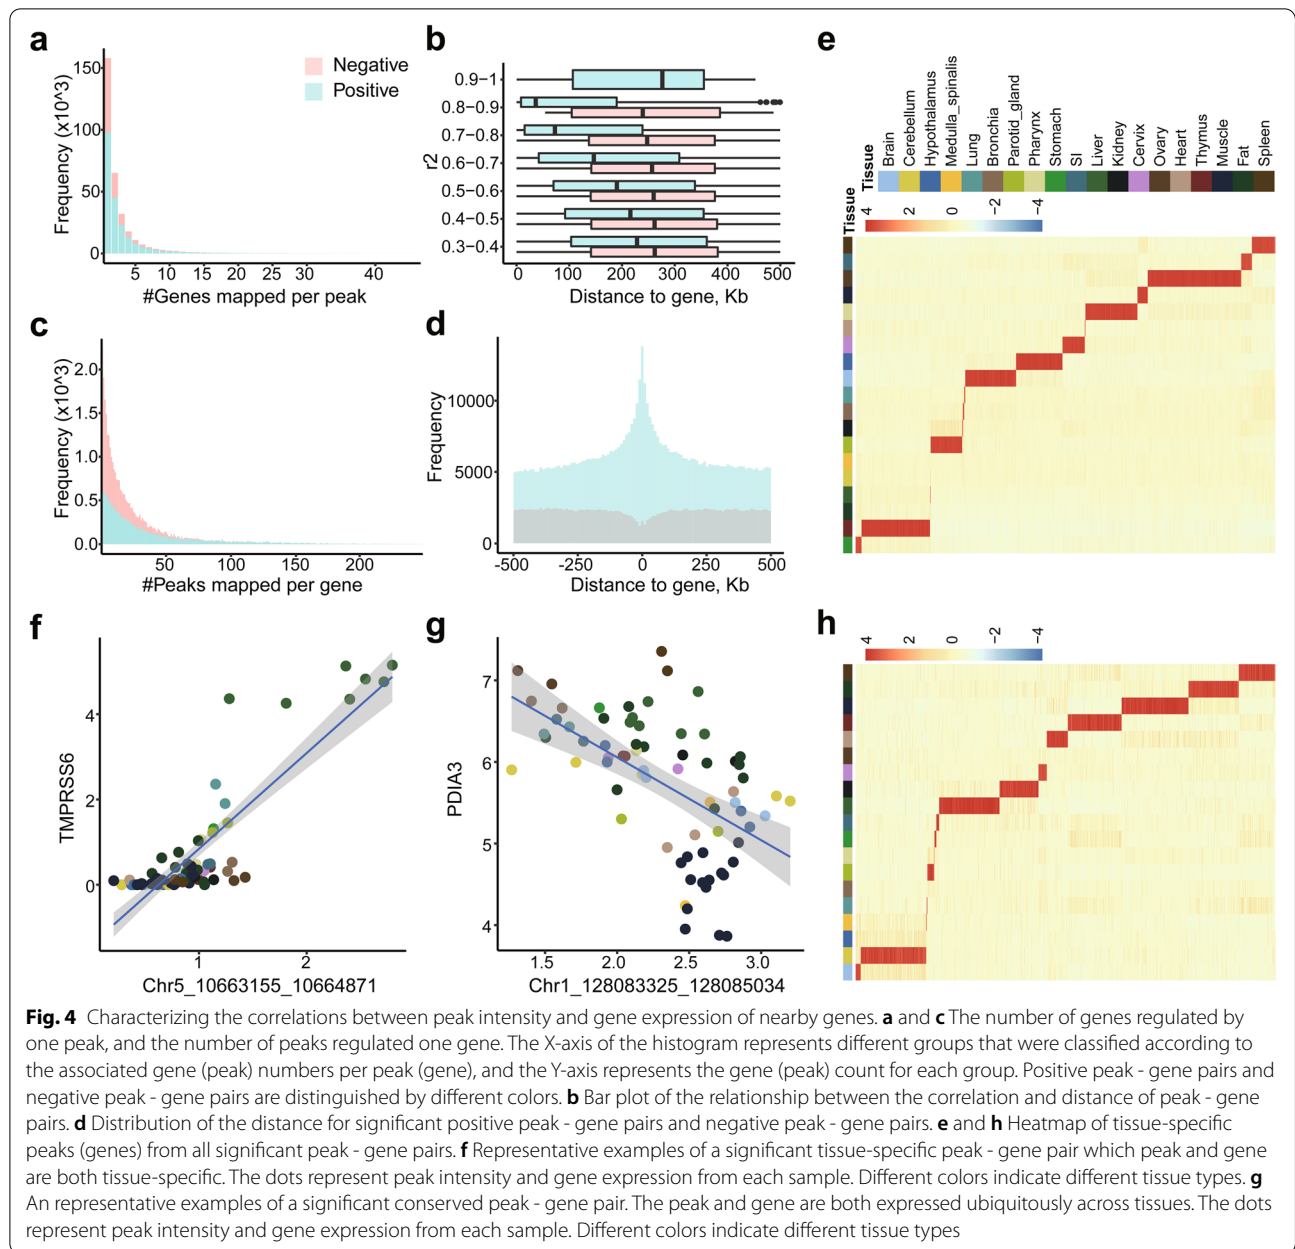 a
Frequency (x10^3)
150
100
50
0
5
10
15
20
25
30
40
#Genes mapped per peak
Negative
Positive
b
r2
0.9-1
0.8-0.9
0.7-0.8
0.6-0.7
0.5-0.6
0.4-0.5
0.3-0.4
0
100
200
300
400
500
Distance to gene, Kb
c
Frequency (x10^3)
2.0
1.5
1.0
0.5
0.0
50
100
150
200
#Peaks mapped per gene
d
Frequency
10000
5000
0
-500
-250
0
250
500
Distance to gene, Kb
e
Tissue
Brain
Cerebellum
Hypothalamus
Medulla_spinalis
Lung
Bronchia
Parotid_gland
Pharynx
Stomach
SI
Liver
Kidney
Cervix
Ovary
Heart
Thymus
Muscle
Fat
Spleen
Tissue
4
2
0
-2
-4
f
TMPRSS6
4
2
0
1
2
Chr5_10663155_10664871
g
PDIA3
7
6
5
4
1.5
2.0
2.5
3.0
Chr1_128083325_128085034
h
4
2
0
-2
-4
Fig. 4 Characterizing the correlations between peak intensity and gene expression of nearby genes. a and c The number of genes regulated by
one peak, and the number of peaks regulated one gene. The X-axis of the histogram represents different groups that were classified according to
the associated gene (peak) numbers per peak (gene), and the Y-axis represents the gene (peak) count for each group. Positive peak - gene pairs and
negative peak - gene pairs are distinguished by different colors. b Bar plot of the relationship between the correlation and distance of peak - gene
pairs. d Distribution of the distance for significant positive peak - gene pairs and negative peak - gene pairs. e and h Heatmap of tissue-specific
peaks (genes) from all significant peak - gene pairs. f Representative examples of a significant tissue-specific peak - gene pair which peak and gene
are both tissue-specific. The dots represent peak intensity and gene expression from each sample. Different colors indicate different tissue types. g
An representative examples of a significant conserved peak - gene pair. The peak and gene are both expressed ubiquitously across tissues. The dots
represent peak intensity and gene expression from each sample. Different colors indicate different tissue types